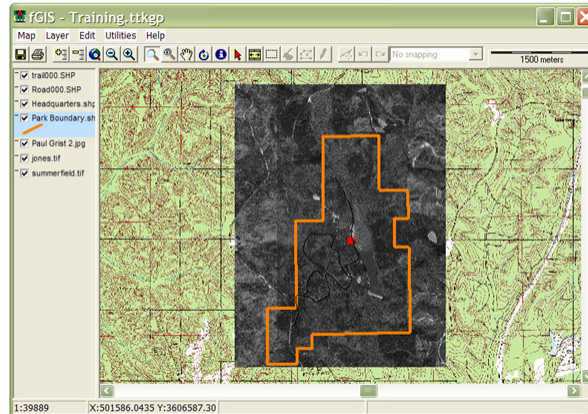 fGIS - Training.ttkgp
Map Layer Edit Utilities Help
No snapping
1500 meters
trail000.SHP
Road000.SHP
Headquarters.shp
Park Boundary.sh
Paul Grist 2.jpg
jones.tif
summerfield.tif
1:39889
X:501586.0435 Y:3606587.30